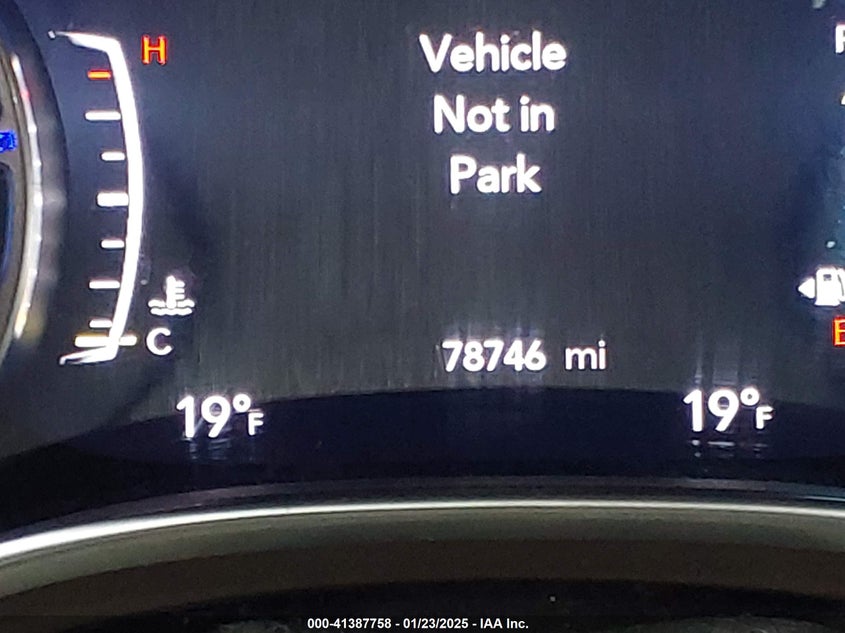 H
Vehicle
Not in
Park
C
E
78746 mi
19°F
19°F
000-41387758 - 01/23/2025 - IAA Inc.